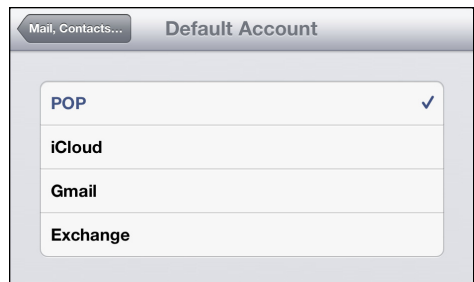 Mail, Contacts... Default Account
POP
iCloud
Gmail
Exchange